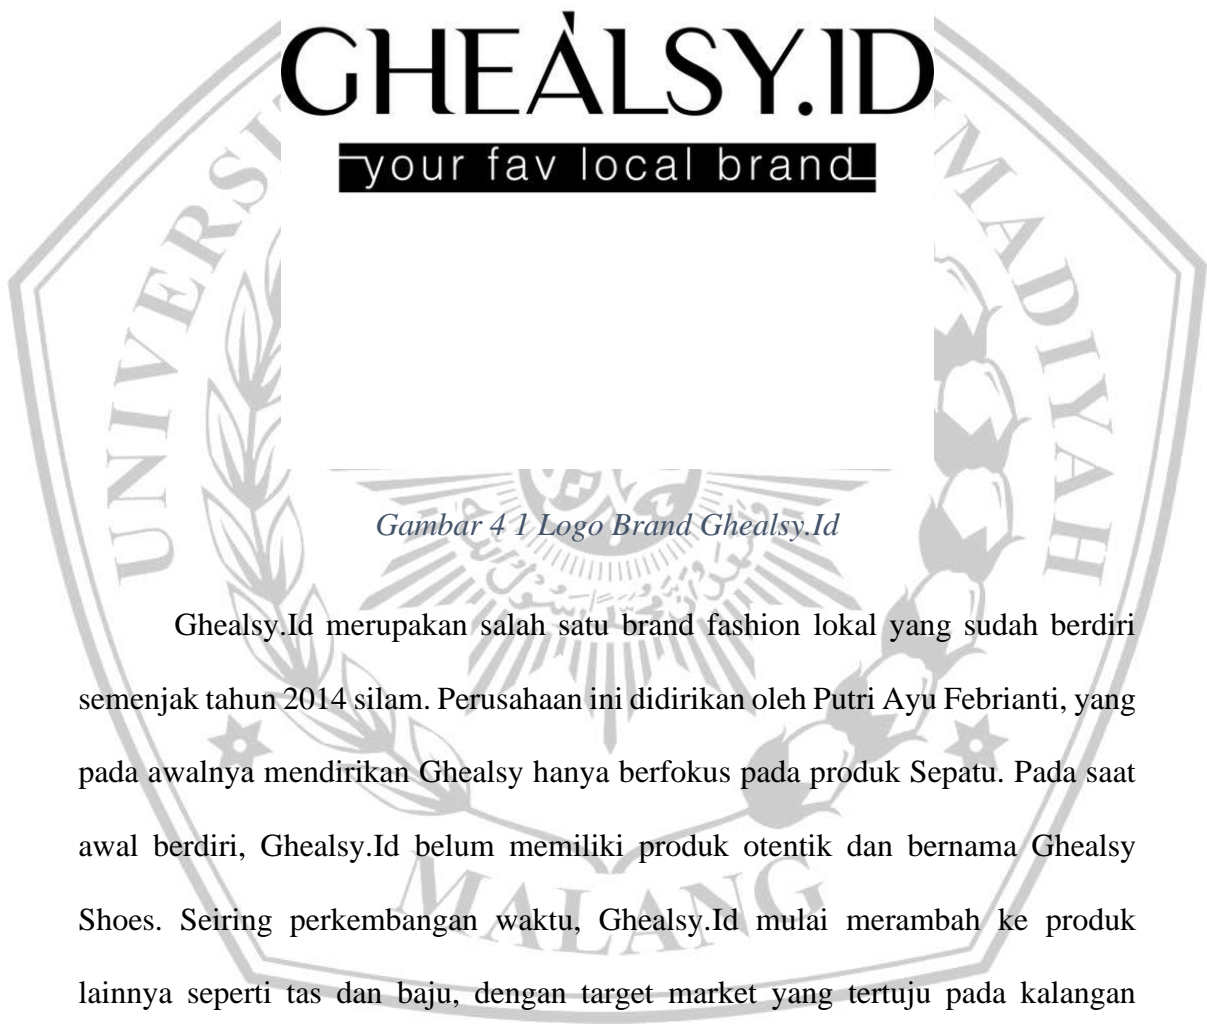 GHEÀLSY.ID
your fav local brand
Gambar 4 1 Logo Brand Ghealsy.Id
Ghealsy.Id merupakan salah satu brand fashion lokal yang sudah berdiri
semenjak tahun 2014 silam. Perusahaan ini didirikan oleh Putri Ayu Febrianti, yang
pada awalnya mendirikan Ghealsy hanya berfokus pada produk Sepatu. Pada saat
awal berdiri, Ghealsy.Id belum memiliki produk otentik dan bernama Ghealsy
Shoes. Seiring perkembangan waktu, Ghealsy.Id mulai merambah ke produk
lainnya seperti tas dan baju, dengan target market yang tertuju pada kalangan
MALANG